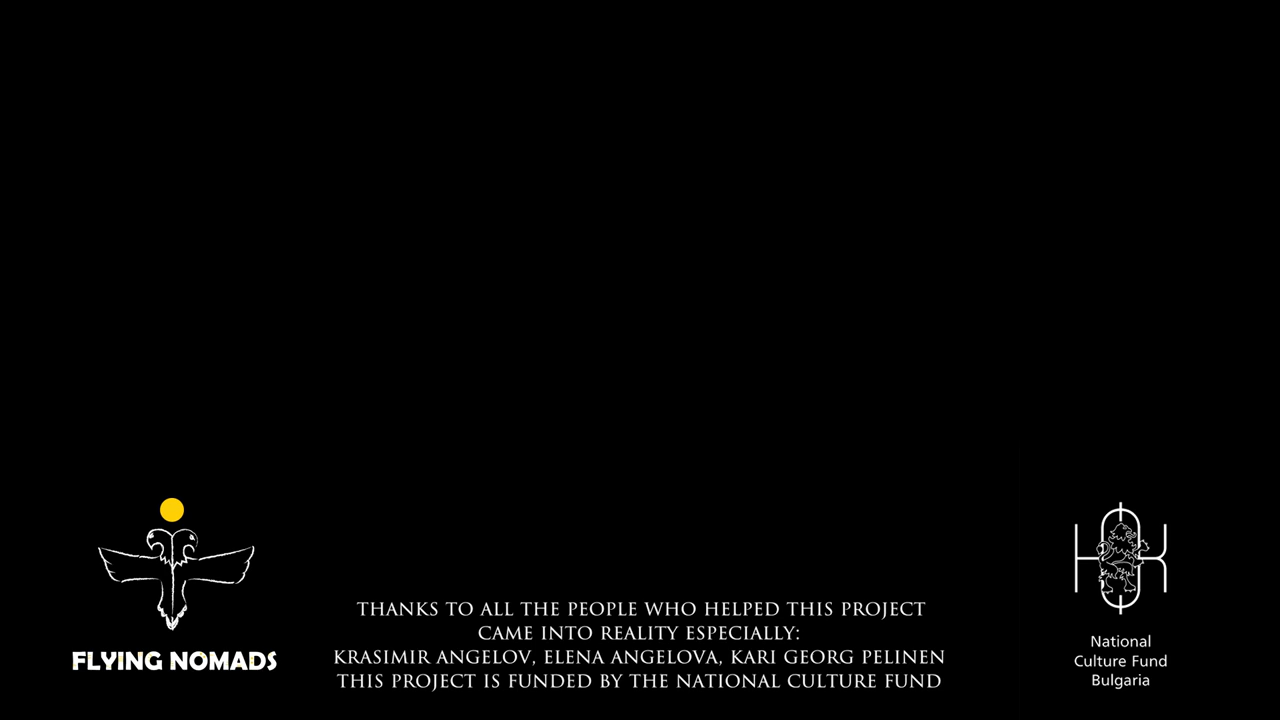 FLYING NOMADS
THANKS TO ALL THE PEOPLE WHO HELPED THIS PROJECT
CAME INTO REALITY ESPECIALLY:
KRASIMIR ANGELOV, ELENA ANGELOVA, KARI GEORG PELINEN
THIS PROJECT IS FUNDED BY THE NATIONAL CULTURE FUND
National
Culture Fund
Bulgaria